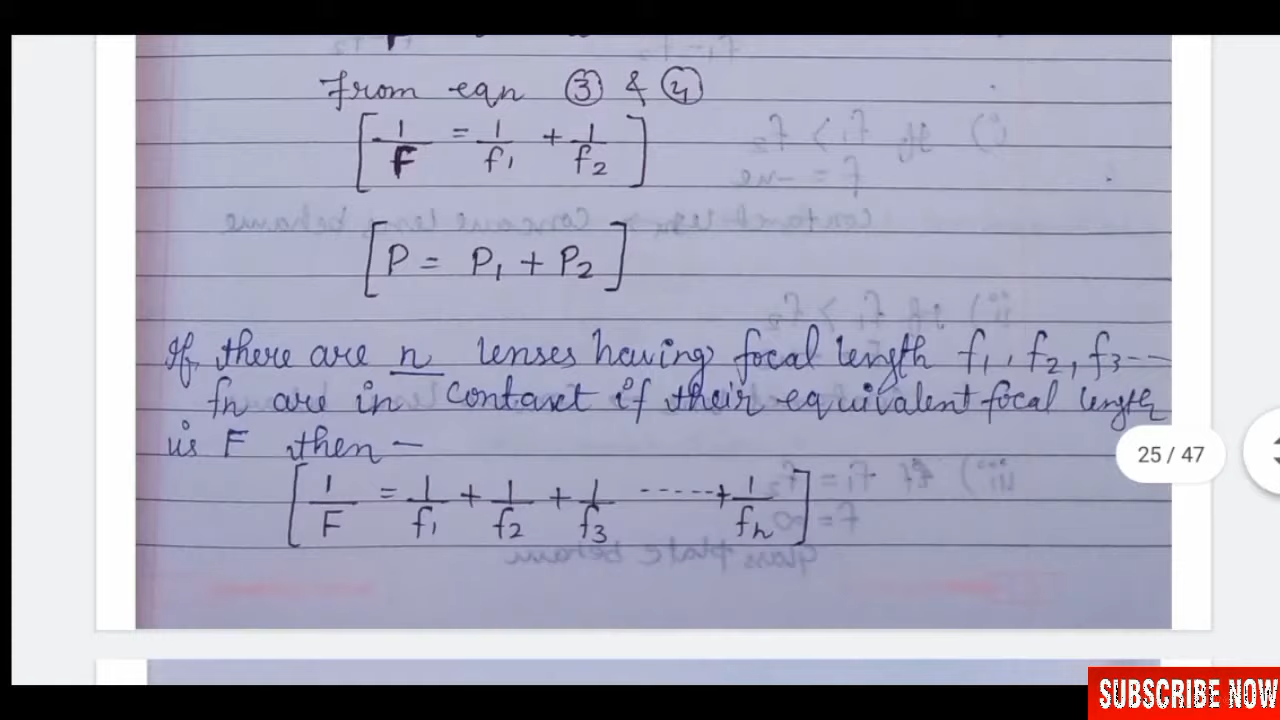 from eqn ③ & ④
[1/F = 1/f₁ + 1/f₂]
[P = P₁ + P₂]
If there are n lenses having focal length f₁, f₂, f₃---
fn are in contact if their equivalent focal length
is F then —
[1/F = 1/f₁ + 1/f₂ + 1/f₃ ------+ 1/fn]
25 / 47
SUBSCRIBE NOW